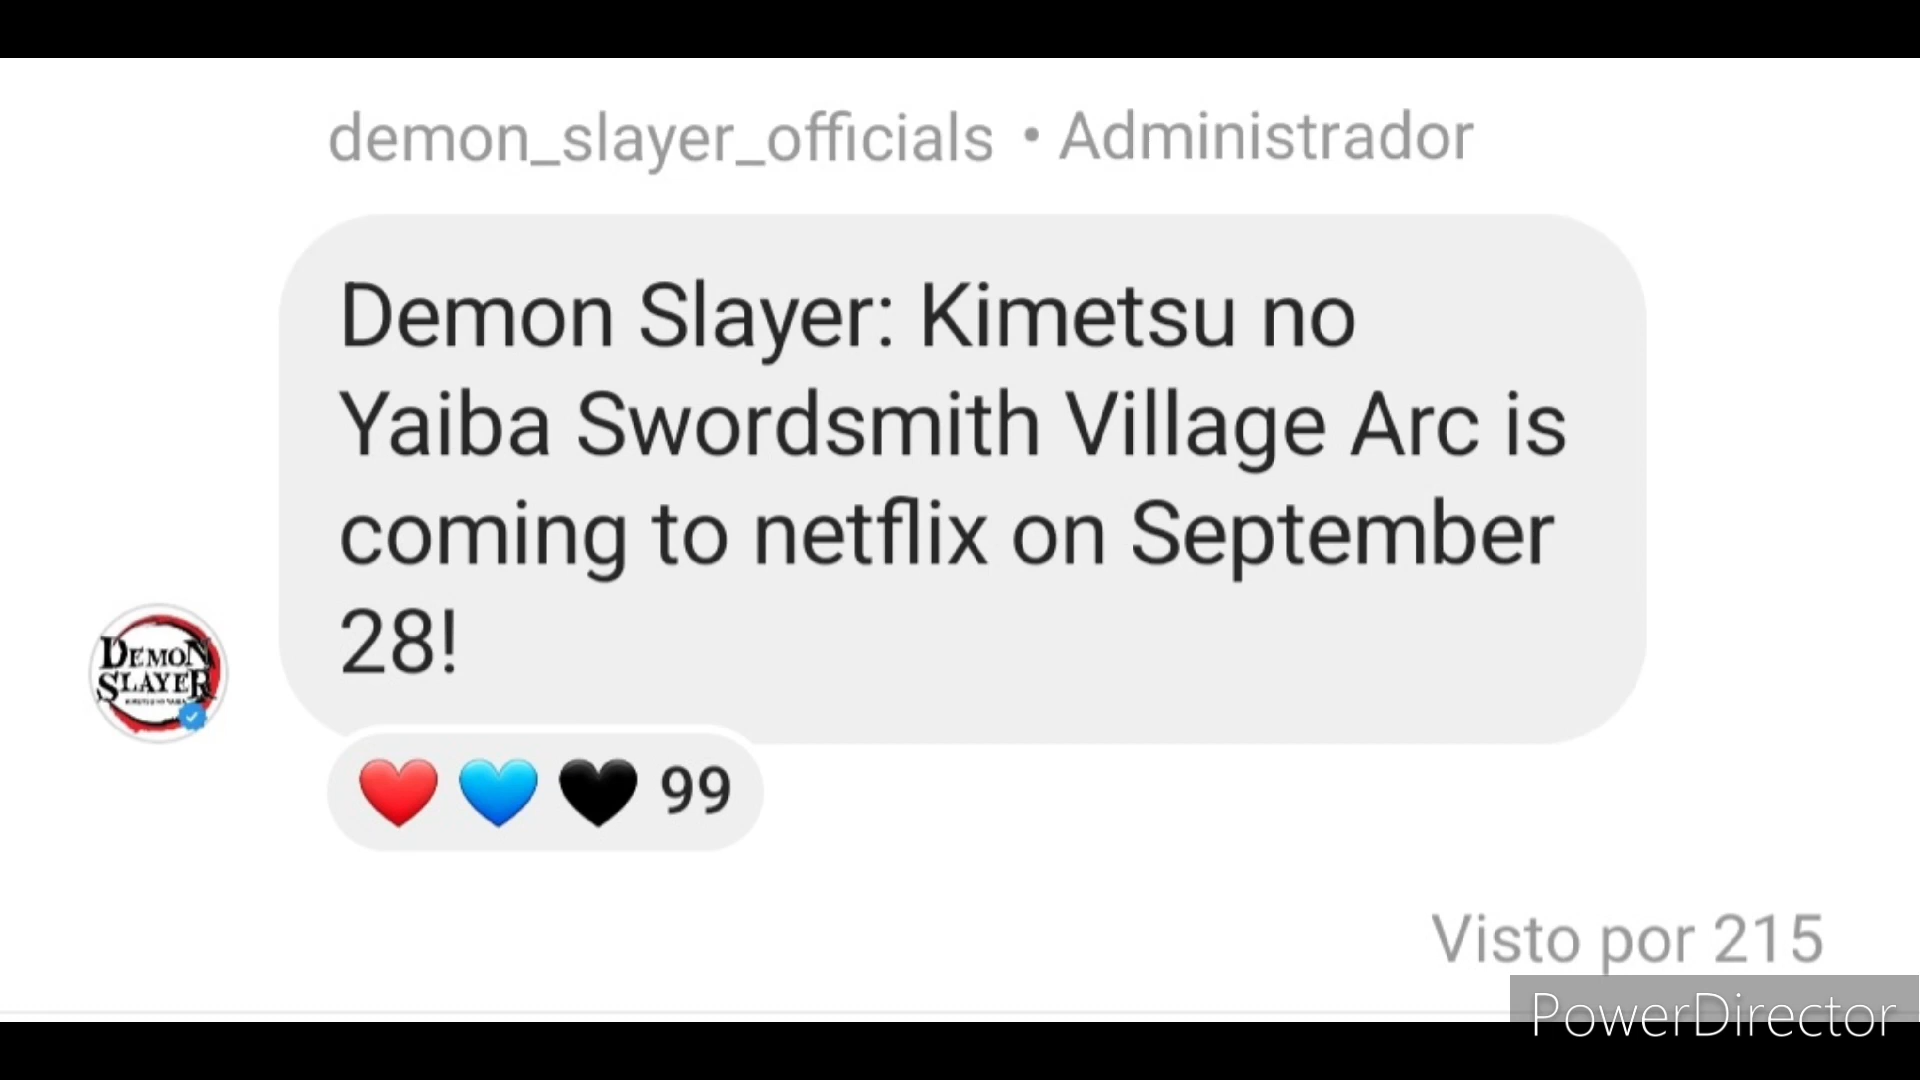 demon_slayer_officials • Administrador
Demon Slayer: Kimetsu no
Yaiba Swordsmith Village Arc is
coming to netflix on September
28!
DEMON
SLAYER
❤️ 💙 🖤 99
Visto por 215
PowerDirector